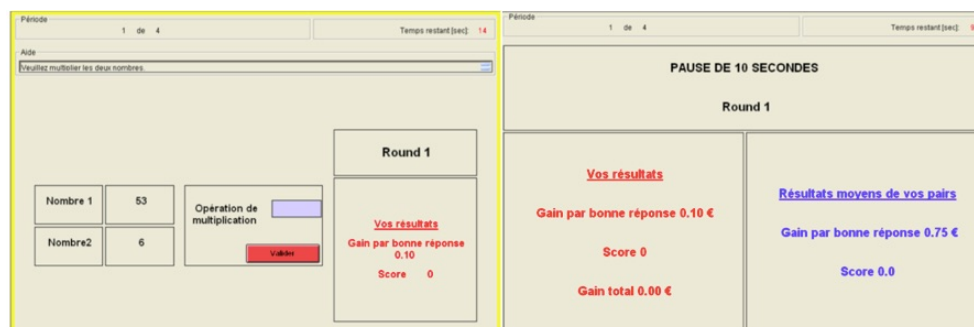 Période
1 de 4
Temps restant [sec]: 14
Aide
Veuillez multiplier les deux nombres.
Round 1
Nombre 1
53
Nombre2
6
Opération de
multiplication
Valider
Vos résultats
Gain par bonne réponse
0.10
Score 0
Période
1 de 4
Temps restant [sec]: 9
PAUSE DE 10 SECONDES
Round 1
Vos résultats
Gain par bonne réponse 0.10 €
Score 0
Gain total 0.00 €
Résultats moyens de vos pairs
Gain par bonne réponse 0.75 €
Score 0.0